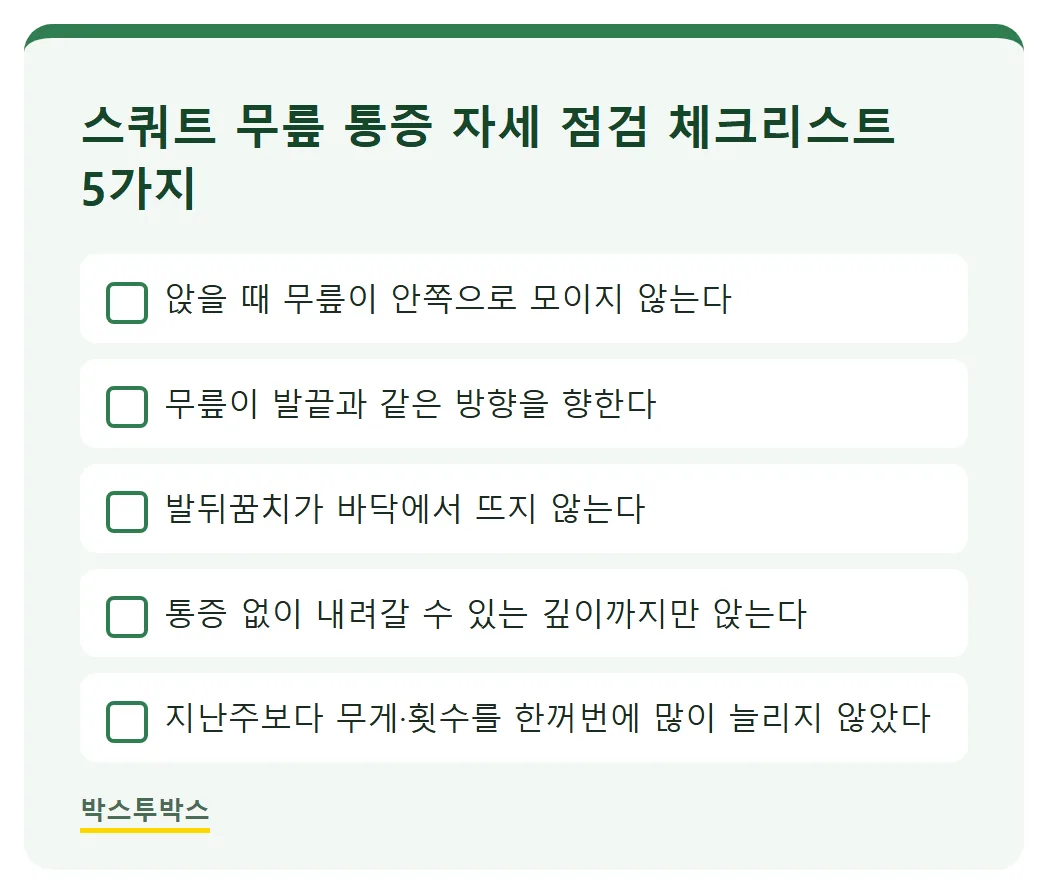 스쿼트 무릎 통증 자세 점검 체크리스트
5가지
앉을 때 무릎이 안쪽으로 모이지 않는다
무릎이 발끝과 같은 방향을 향한다
발뒤꿈치가 바닥에서 뜨지 않는다
통증 없이 내려갈 수 있는 깊이까지만 앉는다
지난주보다 무게·횟수를 한꺼번에 많이 늘리지 않았다
박스투박스